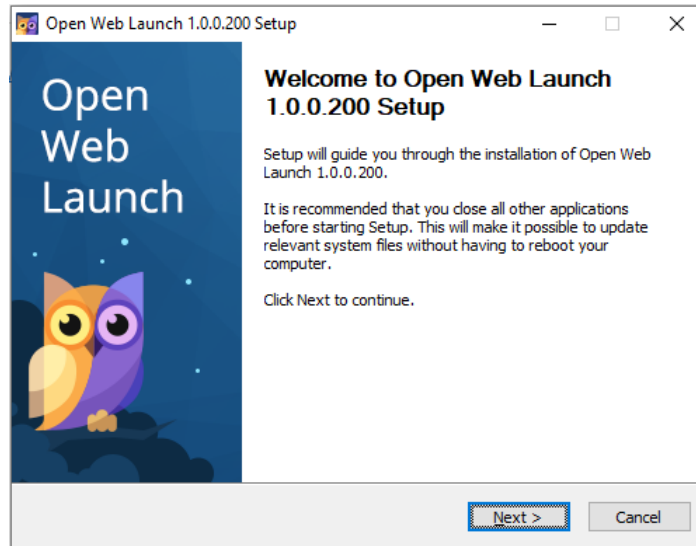 Open Web Launch 1.0.0.200 Setup
Open
Web
Launch
Welcome to Open Web Launch
1.0.0.200 Setup
Setup will guide you through the installation of Open Web
Launch 1.0.0.200.
It is recommended that you close all other applications
before starting Setup. This will make it possible to update
relevant system files without having to reboot your
computer.
Click Next to continue.
Next >
Cancel